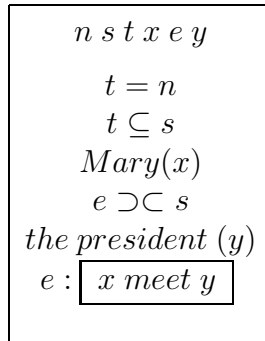 n s t x e y
t = n
t ⊆ s
Mary(x)
e ⊃⊂ s
the president (y)
e : x meet y